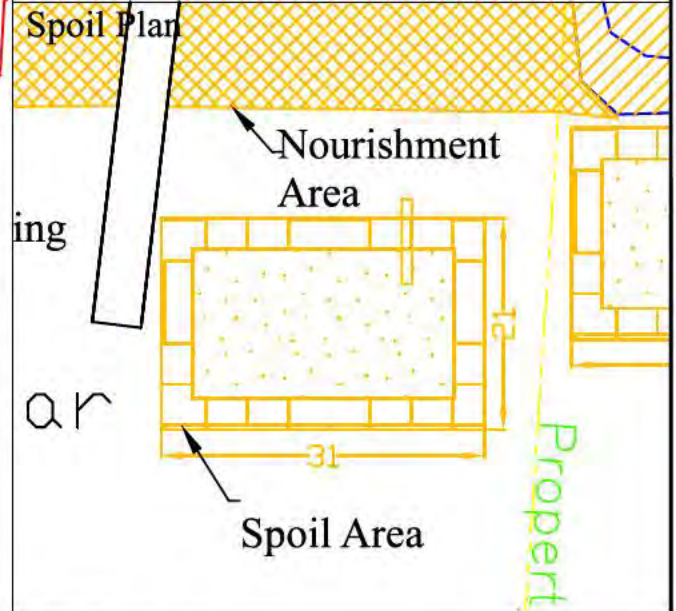 Spoil Plan
Nourishment
Area
ing
21
ar
31
Propert
Spoil Area